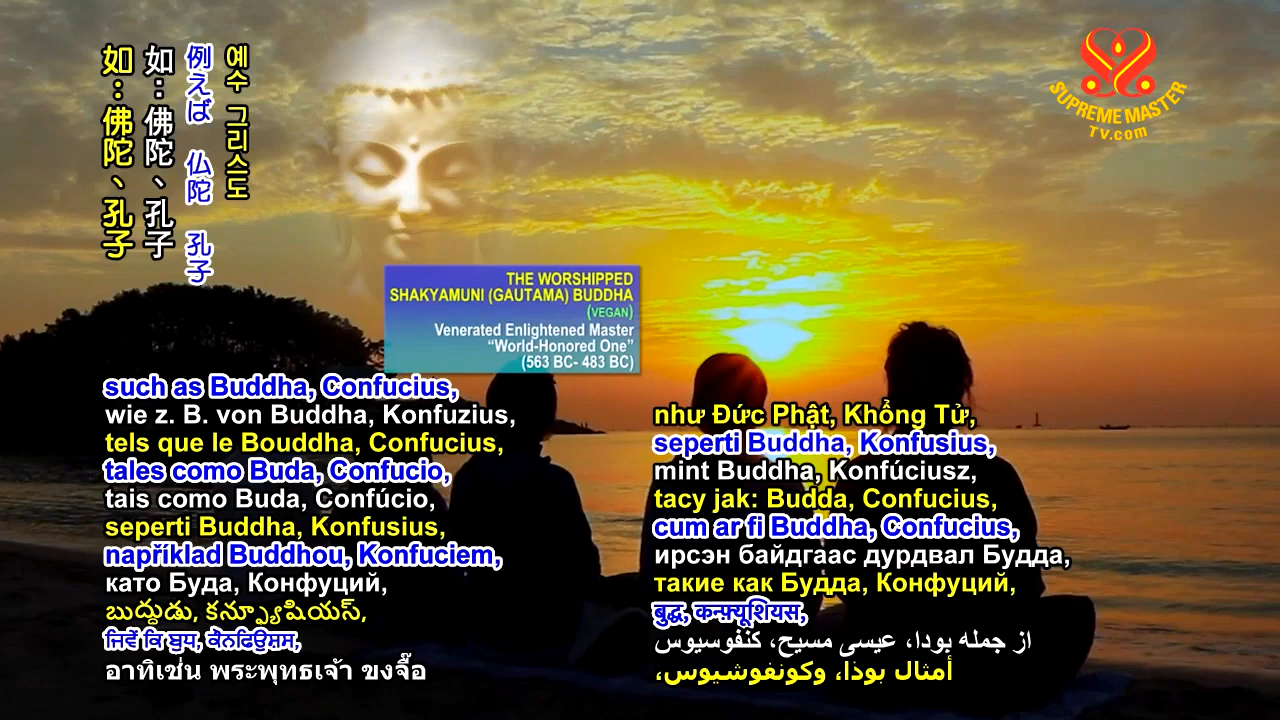 예수 그리스도
例えば 仏陀 孔子
如：佛陀、孔子
如：佛陀、孔子
SUPREME MASTER
TV.com
THE WORSHIPPED
SHAKYAMUNI (GAUTAMA) BUDDHA
(VEGAN)
Venerated Enlightened Master
“World-Honored One”
(563 BC- 483 BC)
such as Buddha, Confucius,
wie z. B. von Buddha, Konfuzius,
tels que le Bouddha, Confucius,
tales como Buda, Confucio,
tais como Buda, Confúcio,
seperti Buddha, Konfusius,
například Buddhou, Konfuciem,
като Буда, Конфуций,
బుద్ధుడు, కన్ఫ్యూషియస్,
ਜਿਵੇਂ ਕਿ ਬੁਧ, ਕੌਨਫਿਉਸ਼ਸ,
อาทิเช่น พระพุทธเจ้า ขงจื๊อ
như Đức Phật, Khổng Tử,
seperti Buddha, Konfusius,
mint Buddha, Konfúciusz,
tacy jak: Budda, Confucius,
cum ar fi Buddha, Confucius,
ирсэн байдгаас дурдвал Будда,
такие как Будда, Конфуций,
बुद्ध, कन्फ़्यूशियस,
از جمله بودا، عیسی مسیح، کنفوسیوس
أمثال بوذا، وكونفوشيوس،